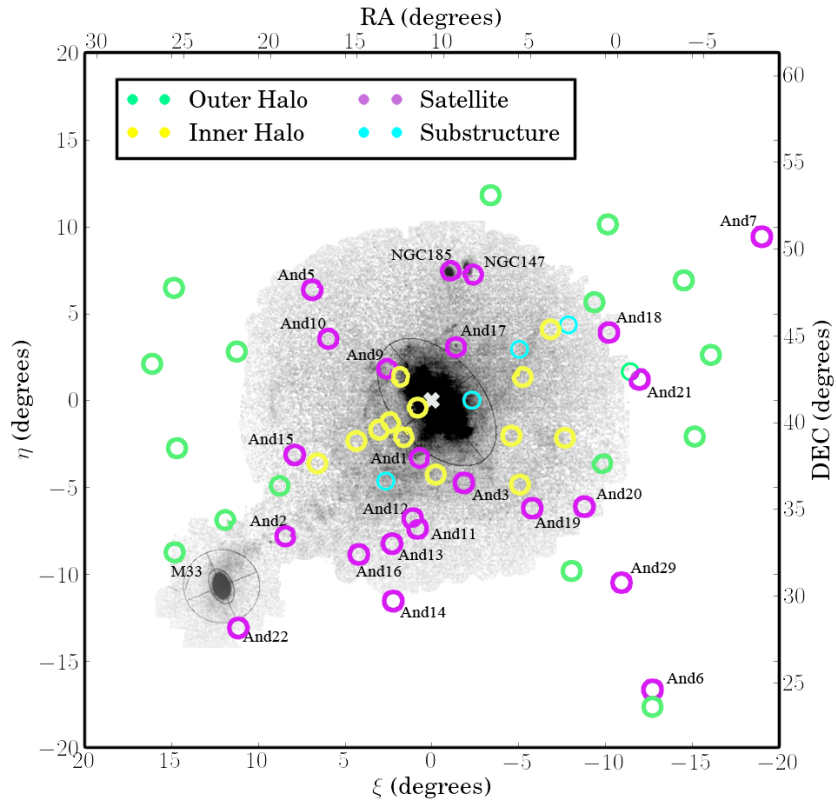 RA (degrees)
30 25 20 15 10 5 0 −5
20
15
10
5
0
−5
−10
−15
−20
η (degrees)
60
55
50
45
40
35
30
25
DEC (degrees)
Outer Halo Satellite
Inner Halo Substructure
And7
NGC185 NGC147
And5
And18
And10
And17
And9
And21
And15
And1
And3 And20
And12
And19
And2
And11
And13
M33 And16
And29
And14
And22
And6
20 15 10 5 0 −5 −10 −15 −20
ξ (degrees)